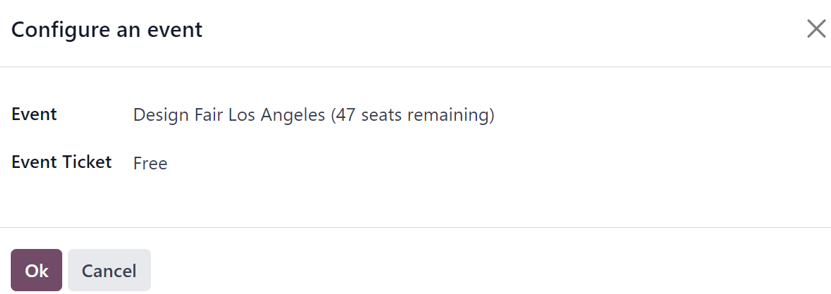 Configure an event
Event Design Fair Los Angeles (47 seats remaining)
Event Ticket Free
Ok Cancel